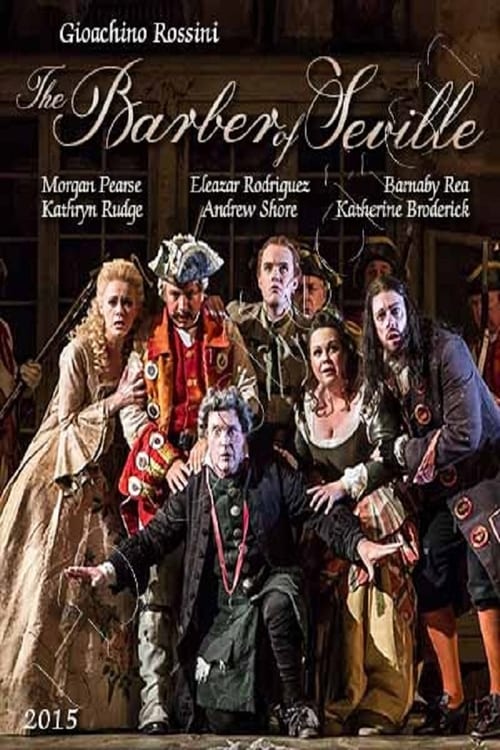 Gioachino Rossini
The Barber of Seville
Morgan Pearse Eleazar Rodriguez Barnaby Rea
Kathryn Rudge Andrew Shore Katherine Broderick
2015